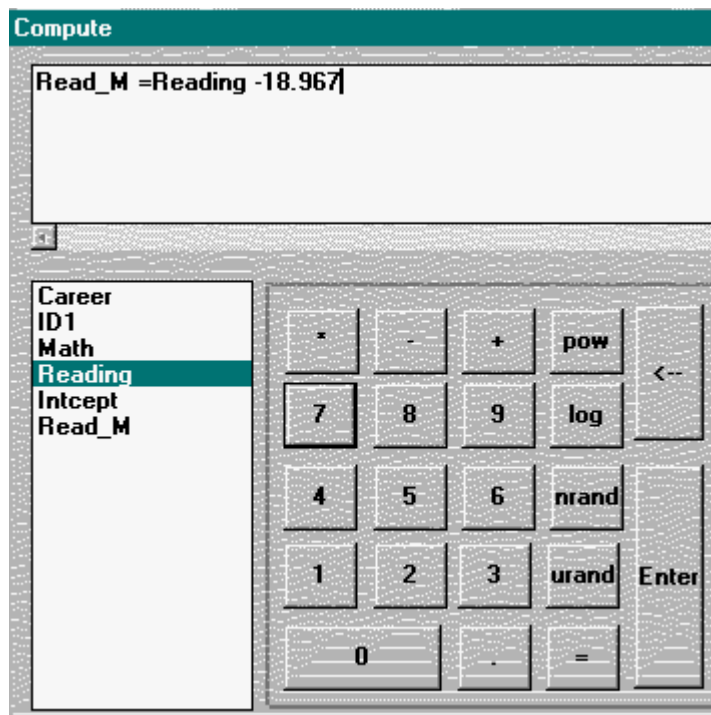 Compute
Read_M =Reading -18.967
Career
ID1
Math
Reading
Intcept
Read_M
* - + pow <--
7 8 9 log
4 5 6 nrand
1 2 3 urand Enter
0 . =